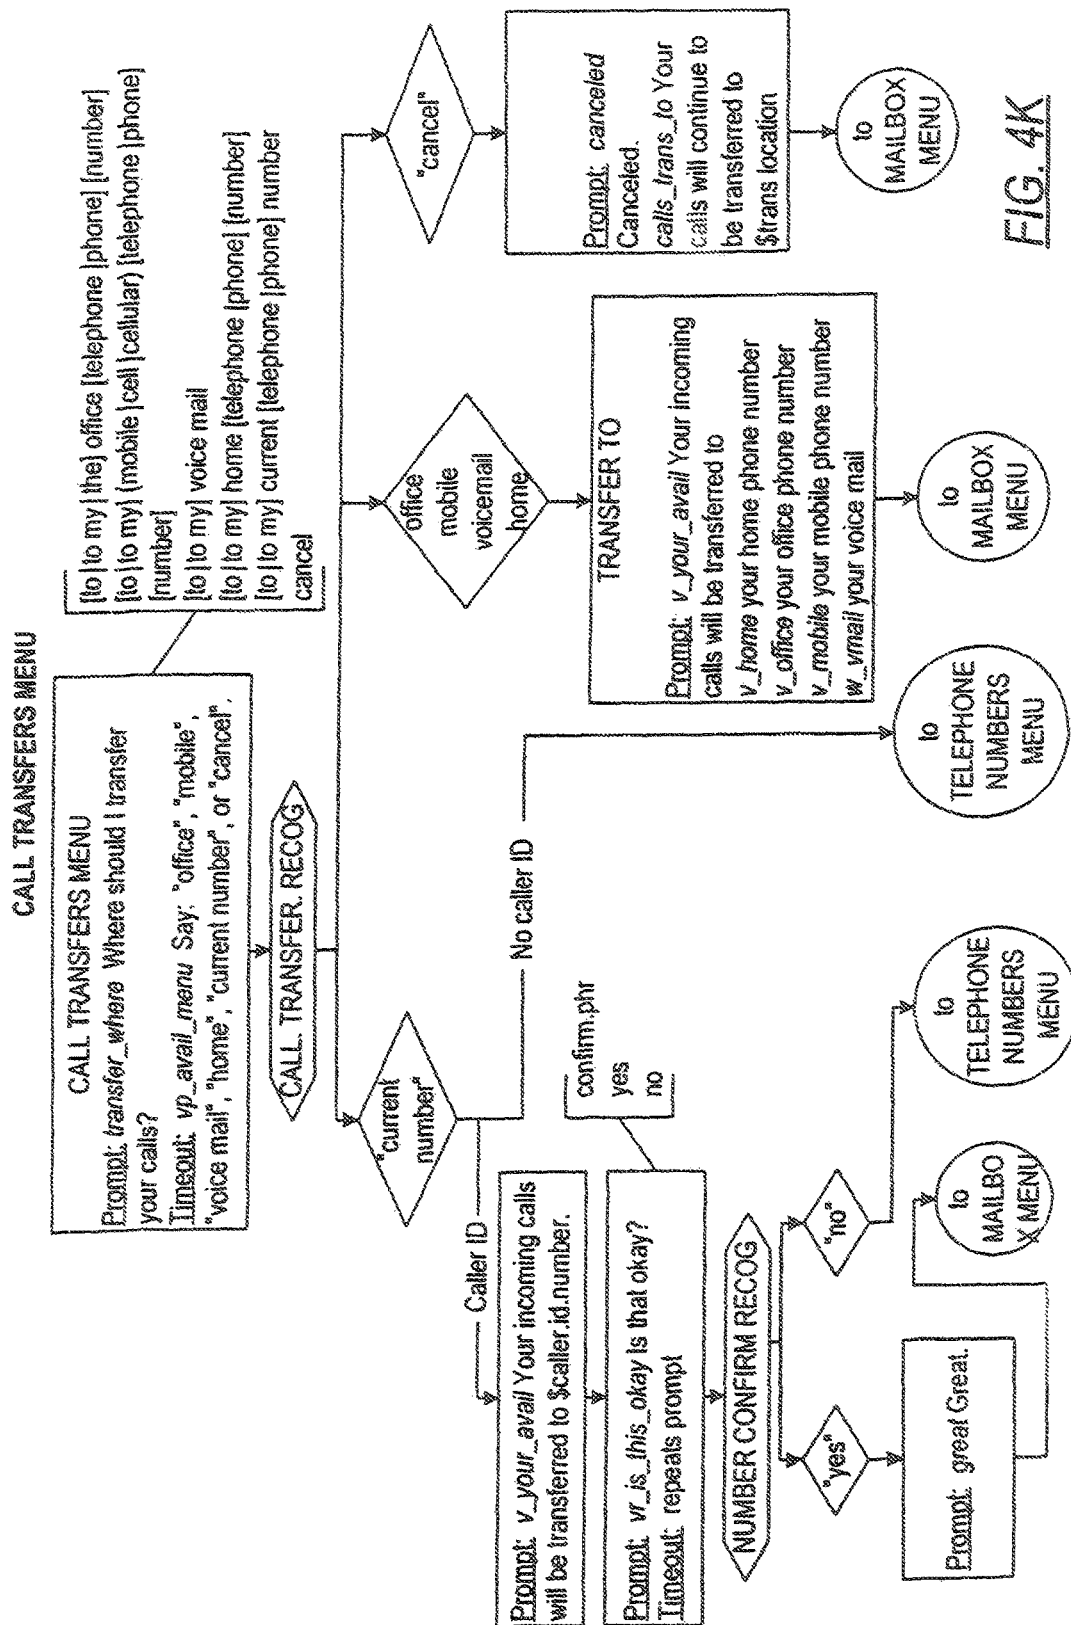 CALL TRANSFERS MENU
CALL TRANSFERS MENU
Prompt: transfer_where Where should I transfer
your calls?
Timeout: vp_avail_menu Say: "office", "mobile",
"voice mail", "home", "current number", or "cancel".
[to |to my| the] office [telephone |phone] [number]
[to |to my] (mobile |cell |cellular) [telephone |phone]
[number]
[to |to my] voice mail
[to |to my] home [telephone |phone] [number]
[to |to my] current [telephone |phone] number
cancel
CALL. TRANSFER. RECOG
"current
number"
office
mobile
voicemail
home
"cancel"
Caller ID
No caller ID
Prompt: v_your_avail Your incoming calls
will be transferred to $caller.id.number.
Prompt: vr_is_this_okay Is that okay?
Timeout: repeats prompt
confirm.phr
yes
no
NUMBER CONFIRM RECOG
"yes"
"no"
Prompt: great Great.
to
MAILBO
X MENU
to
TELEPHONE
NUMBERS
MENU
to
TELEPHONE
NUMBERS
MENU
TRANSFER TO
Prompt: v_your_avail Your incoming
calls will be transferred to
v_home your home phone number
v_office your office phone number
v_mobile your mobile phone number
w_vmail your voice mail
to
MAILBOX
MENU
Prompt: canceled
Canceled.
calls_trans_to Your
calls will continue to
be transferred to
$trans location
to
MAILBOX
MENU
FIG. 4K